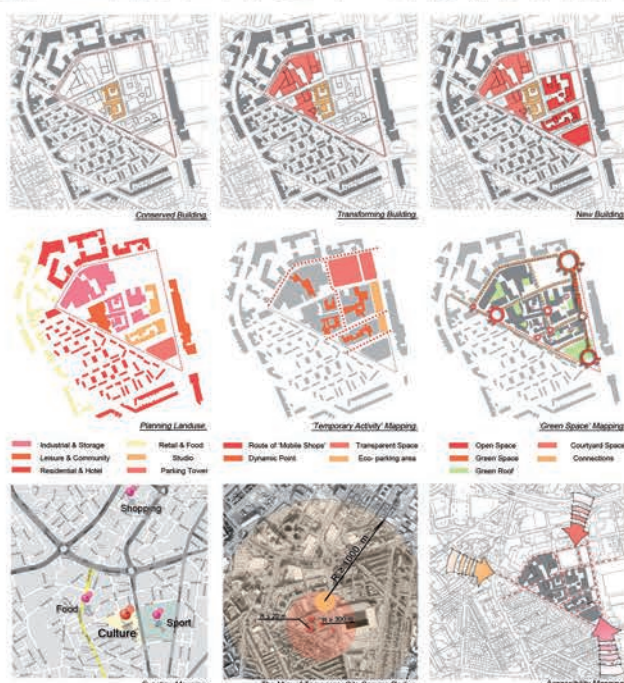 Conserved Building
Transforming Building
New Building
Planning Landuse
'Temporary Activity' Mapping
'Green Space' Mapping
Industrial & Storage
Leisure & Community
Residential & Hotel
Retail & Food
Studio
Parking Tower
Route of 'Mobile Shops'
Dynamic Point
Transparent Space
Eco- parking area
Open Space
Green Space
Green Roof
Courtyard Space
Connections
Shopping
Food
Culture
Sport
R = 1000 m